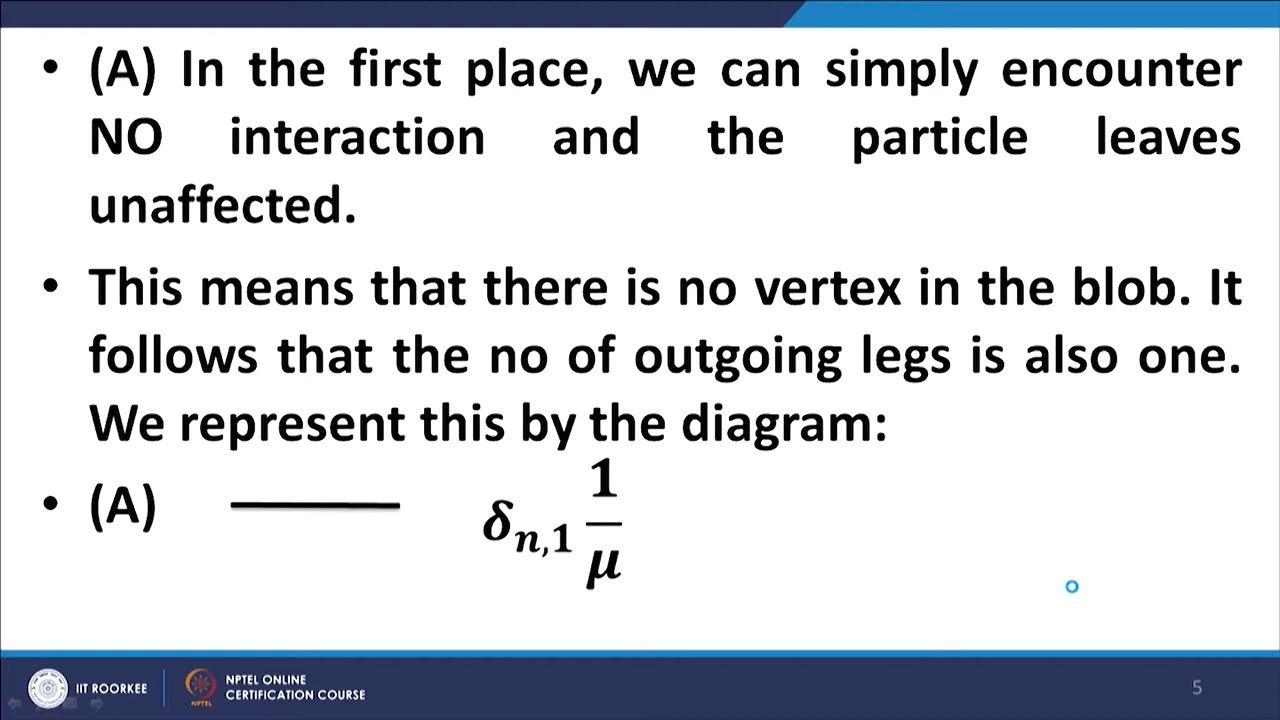 • (A) In the first place, we can simply encounter
NO interaction and the particle leaves
unaffected.
• This means that there is no vertex in the blob. It
follows that the no of outgoing legs is also one.
We represent this by the diagram:
• (A) δ_{n,1} 1/μ
IIT ROORKEE
NPTEL ONLINE
CERTIFICATION COURSE
NPTEL
5